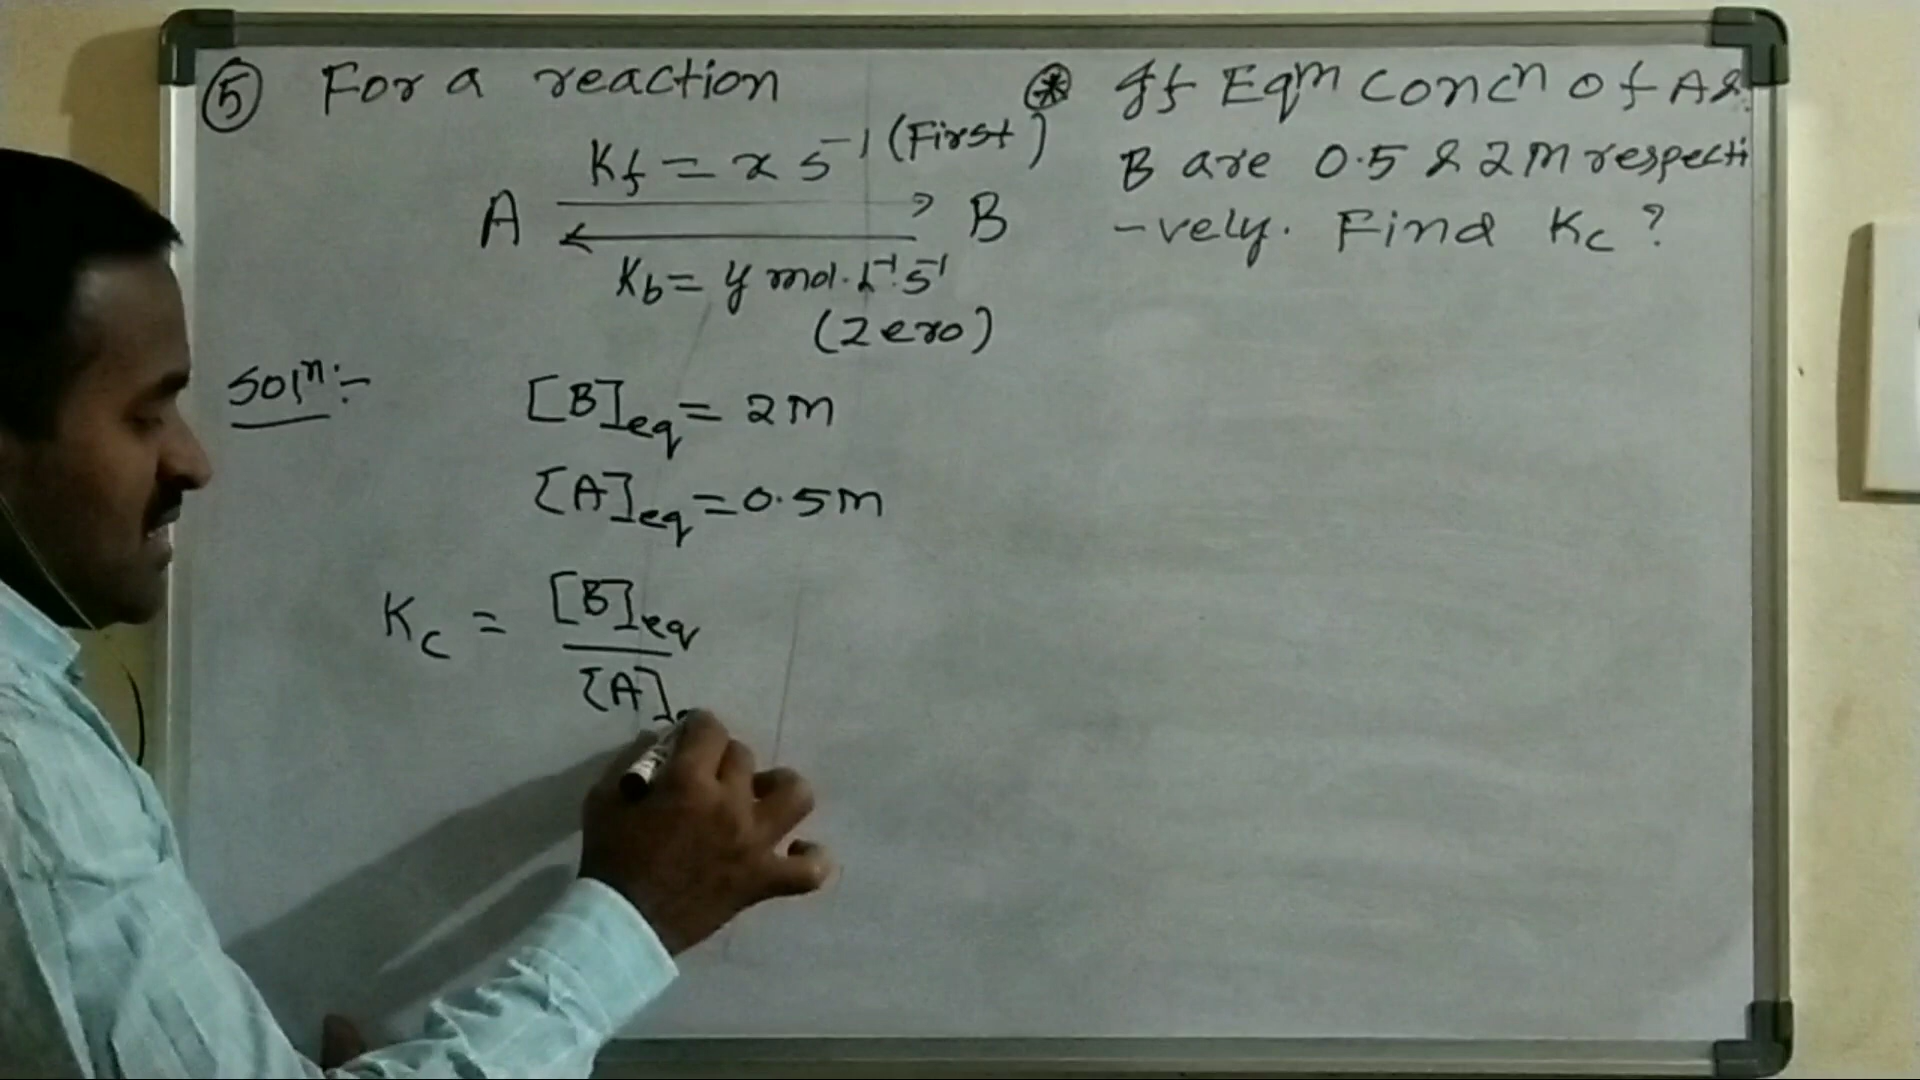 ⑤ For a reaction
Kf = x s⁻¹ (First)
A ⇌ B
Kb = y mol·L⁻¹·s⁻¹
(Zero)
⊛ If Eqᵐ Concⁿ of A &
B are 0.5 & 2M respecti
-vely. Find Kc ?
Solⁿ:-
[B]eq = 2M
[A]eq = 0.5M
Kc = [B]eq
[A]